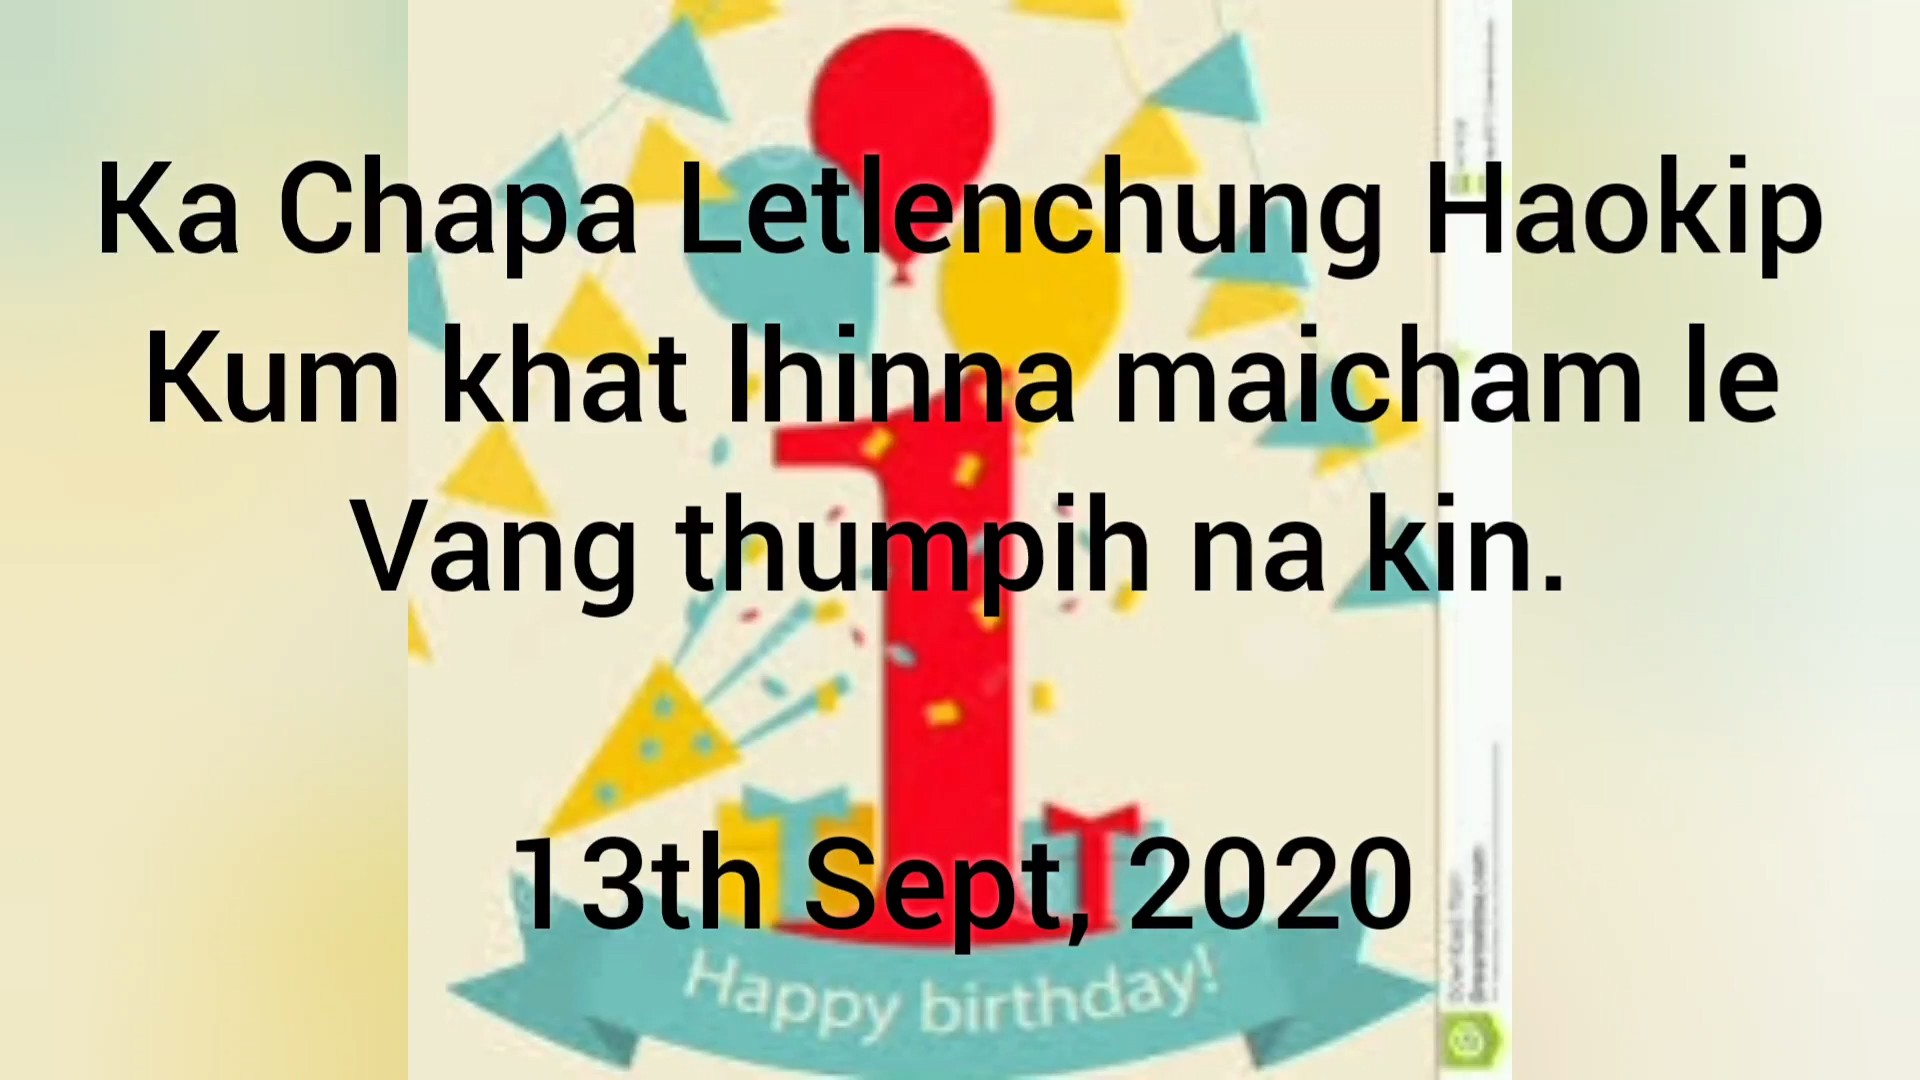 Ka Chapa Letlenchung Haokip
Kum khat lhinna maicham le
Vang thumpih na kin.
13th Sept, 2020
Happy birthday!